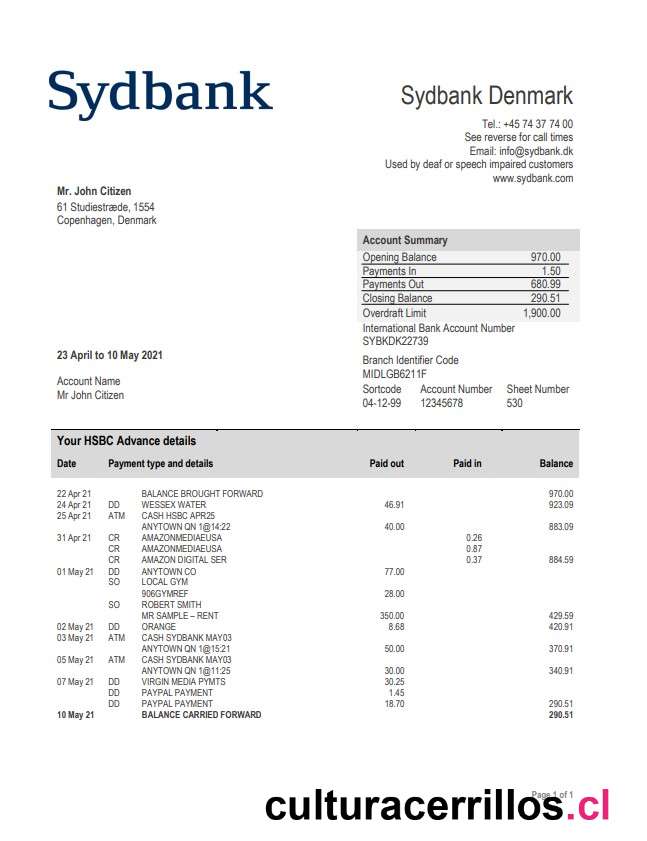 Sydbank
Sydbank Denmark
Tel.: +45 74 37 74 00
See reverse for call times
Email: info@sydbank.dk
Used by deaf or speech impaired customers
www.sydbank.com
Mr. John Citizen
61 Studiestræde, 1554
Copenhagen, Denmark
Account Summary
Opening Balance 970.00
Payments In 1.50
Payments Out 680.99
Closing Balance 290.51
Overdraft Limit 1,900.00
International Bank Account Number
SYBKDK22739
23 April to 10 May 2021
Branch Identifier Code
MIDLGB6211F
Account Name
Mr John Citizen
Sortcode Account Number Sheet Number
04-12-99 12345678 530
Your HSBC Advance details
Date Payment type and details Paid out Paid in Balance
22 Apr 21 BALANCE BROUGHT FORWARD 970.00
24 Apr 21 DD WESSEX WATER 46.91 923.09
25 Apr 21 ATM CASH HSBC APR25
ANYTOWN QN 1@14:22 40.00 883.09
31 Apr 21 CR AMAZONMEDIAEUSA 0.26
CR AMAZONMEDIAEUSA 0.87
CR AMAZON DIGITAL SER 0.37 884.59
01 May 21 DD ANYTOWN CO 77.00
SO LOCAL GYM
906GYMREF 28.00
SO ROBERT SMITH
MR SAMPLE – RENT 350.00 429.59
02 May 21 DD ORANGE 8.68 420.91
03 May 21 ATM CASH SYDBANK MAY03
ANYTOWN QN 1@15:21 50.00 370.91
05 May 21 ATM CASH SYDBANK MAY03
ANYTOWN QN 1@11:25 30.00 340.91
07 May 21 DD VIRGIN MEDIA PYMTS 30.25
DD PAYPAL PAYMENT 1.45
DD PAYPAL PAYMENT 18.70 290.51
10 May 21 BALANCE CARRIED FORWARD 290.51
Page 1 of 1
culturacerrillos.cl